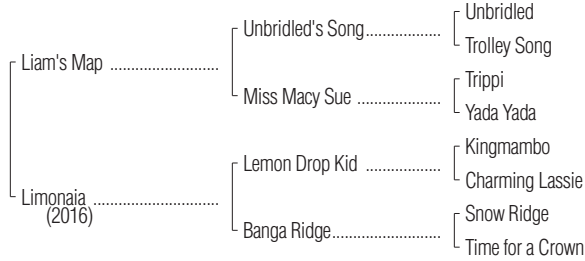 Unbridled
Unbridled's Song
Trolley Song
Liam's Map
Trippi
Miss Macy Sue
Yada Yada
Kingmambo
Lemon Drop Kid
Charming Lassie
Limonaia
(2016)
Snow Ridge
Banga Ridge
Time for a Crown